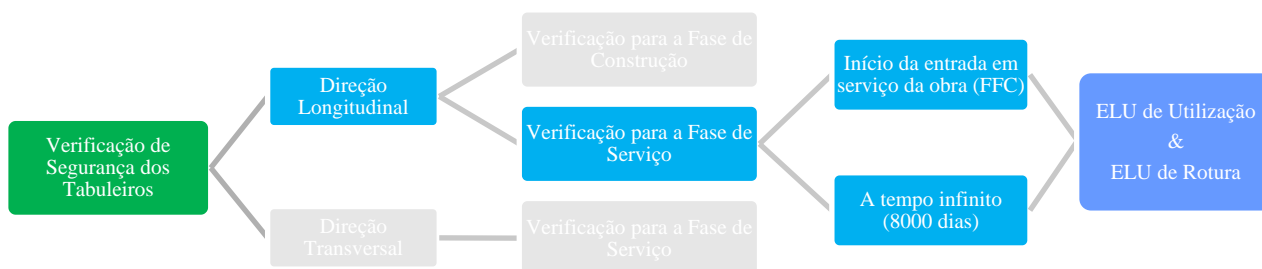 Verificação de
Segurança dos
Tabuleiros
Direção
Longitudinal
Direção
Transversal
Verificação para a Fase de
Construção
Verificação para a Fase de
Serviço
Verificação para a Fase de
Serviço
Início da entrada em
serviço da obra (FFC)
A tempo infinito
(8000 dias)
ELU de Utilização
&
ELU de Rotura